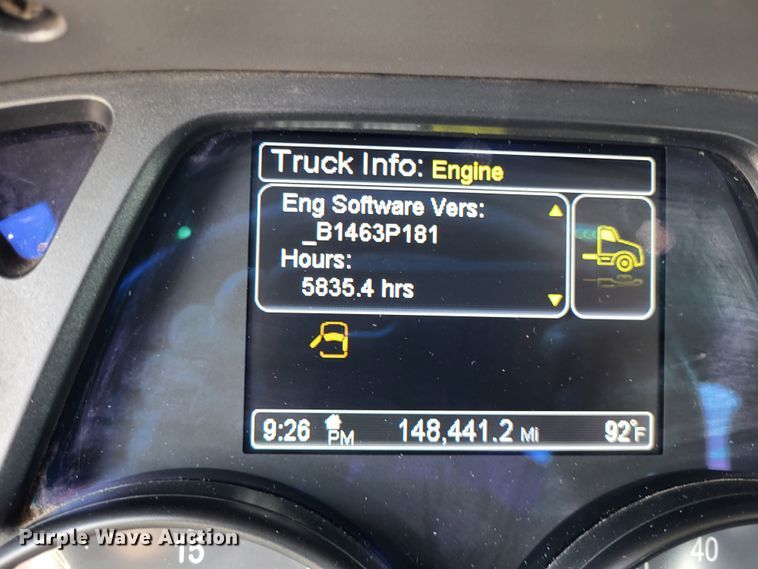 Truck Info: Engine
Eng Software Vers:
_B1463P181
Hours:
5835.4 hrs
9:26 PM 148,441.2 Mi 92°F
15 40
Purple Wave Auction